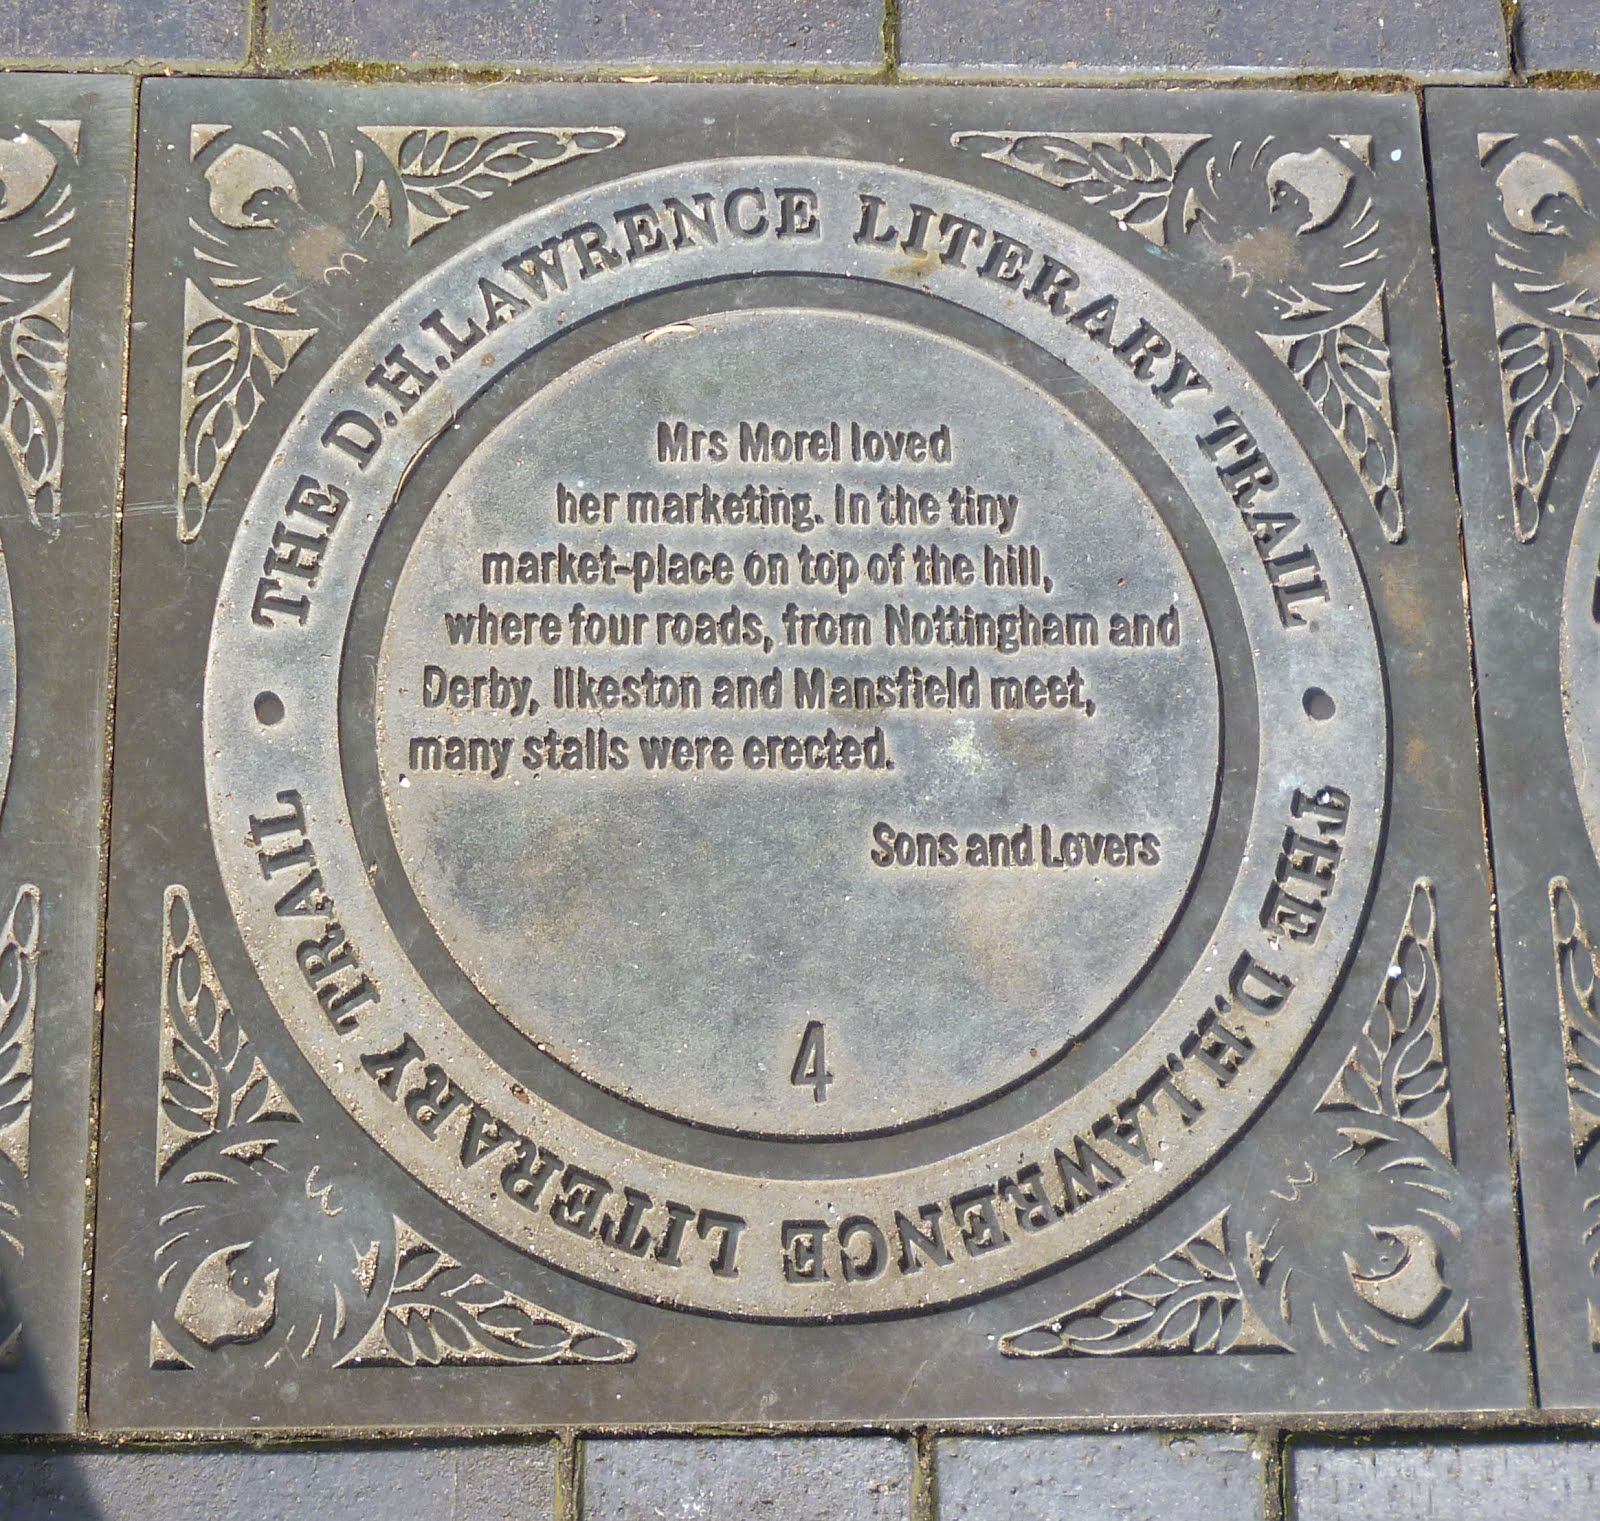 THE D.H.LAWRENCE LITERARY TRAIL
THE D.H.LAWRENCE LITERARY TRAIL
Mrs Morel loved
her marketing. In the tiny
market-place on top of the hill,
where four roads, from Nottingham and
Derby, Ilkeston and Mansfield meet,
many stalls were erected.
Sons and Lovers
4